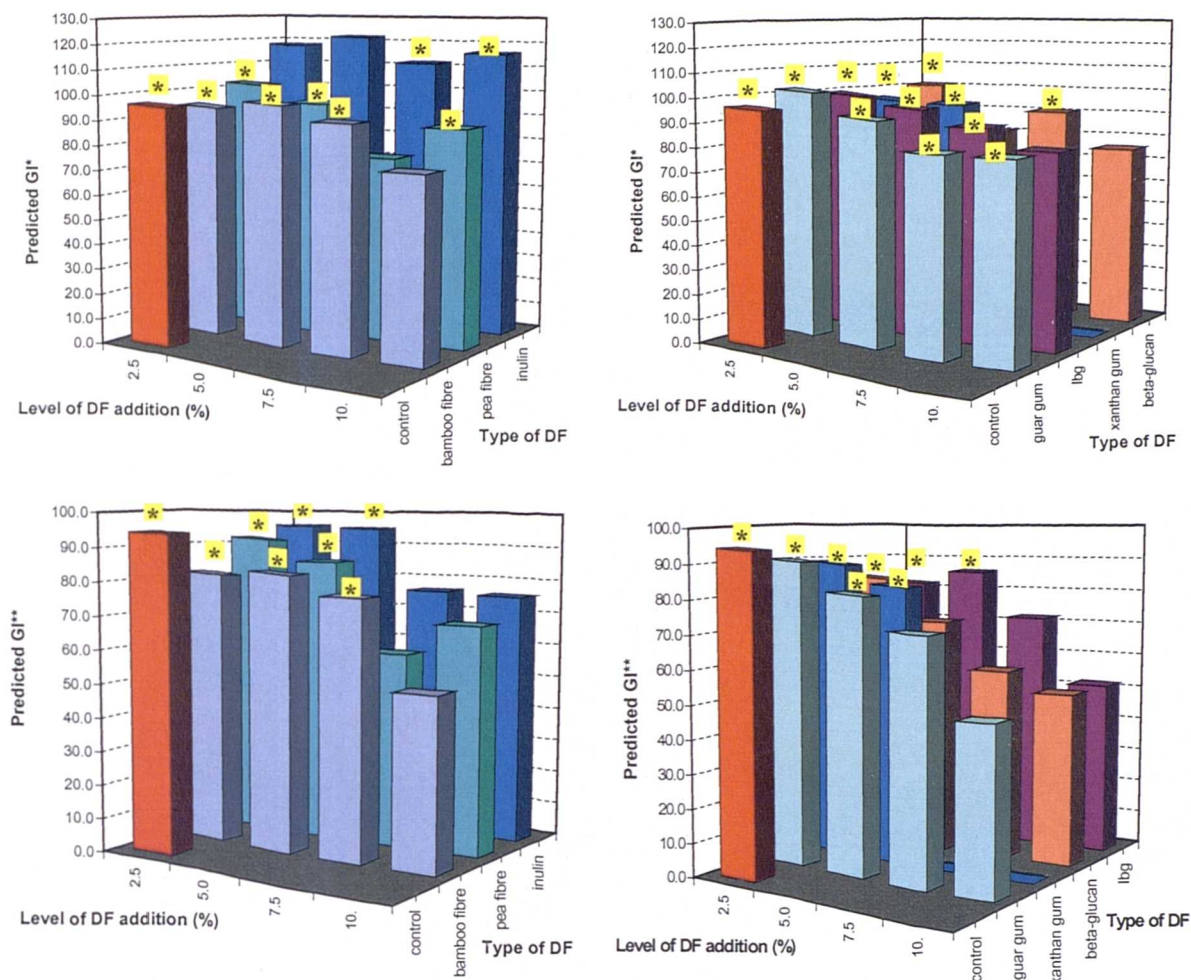 130.0
120.0
110.0
100.0
90.0
80.0
70.0
60.0
50.0
40.0
30.0
20.0
10.0
0.0
Predicted GI*
* * * * * * * * * *
2.5
5.0
7.5
10.
Level of DF addition (%)
control
bamboo fibre
pea fibre
inulin
Type of DF
130.0
120.0
110.0
100.0
90.0
80.0
70.0
60.0
50.0
40.0
30.0
20.0
10.0
0.0
Predicted GI*
* * * * * * * * * * * * *
2.5
5.0
7.5
10.
Level of DF addition (%)
control
guar gum
lbg
xanthan gum
beta-glucan
Type of DF
100.0
90.0
80.0
70.0
60.0
50.0
40.0
30.0
20.0
10.0
0.0
Predicted GI**
* * * * * * * *
2.5
5.0
7.5
10.
Level of DF addition (%)
control
bamboo fibre
pea fibre
inulin
Type of DF
100.0
90.0
80.0
70.0
60.0
50.0
40.0
30.0
20.0
10.0
0.0
Predicted GI**
* * * * * * * *
2.5
5.0
7.5
10.
Level of DF addition (%)
control
guar gum
xanthan gum
beta-glucan
lbg
Type of DF